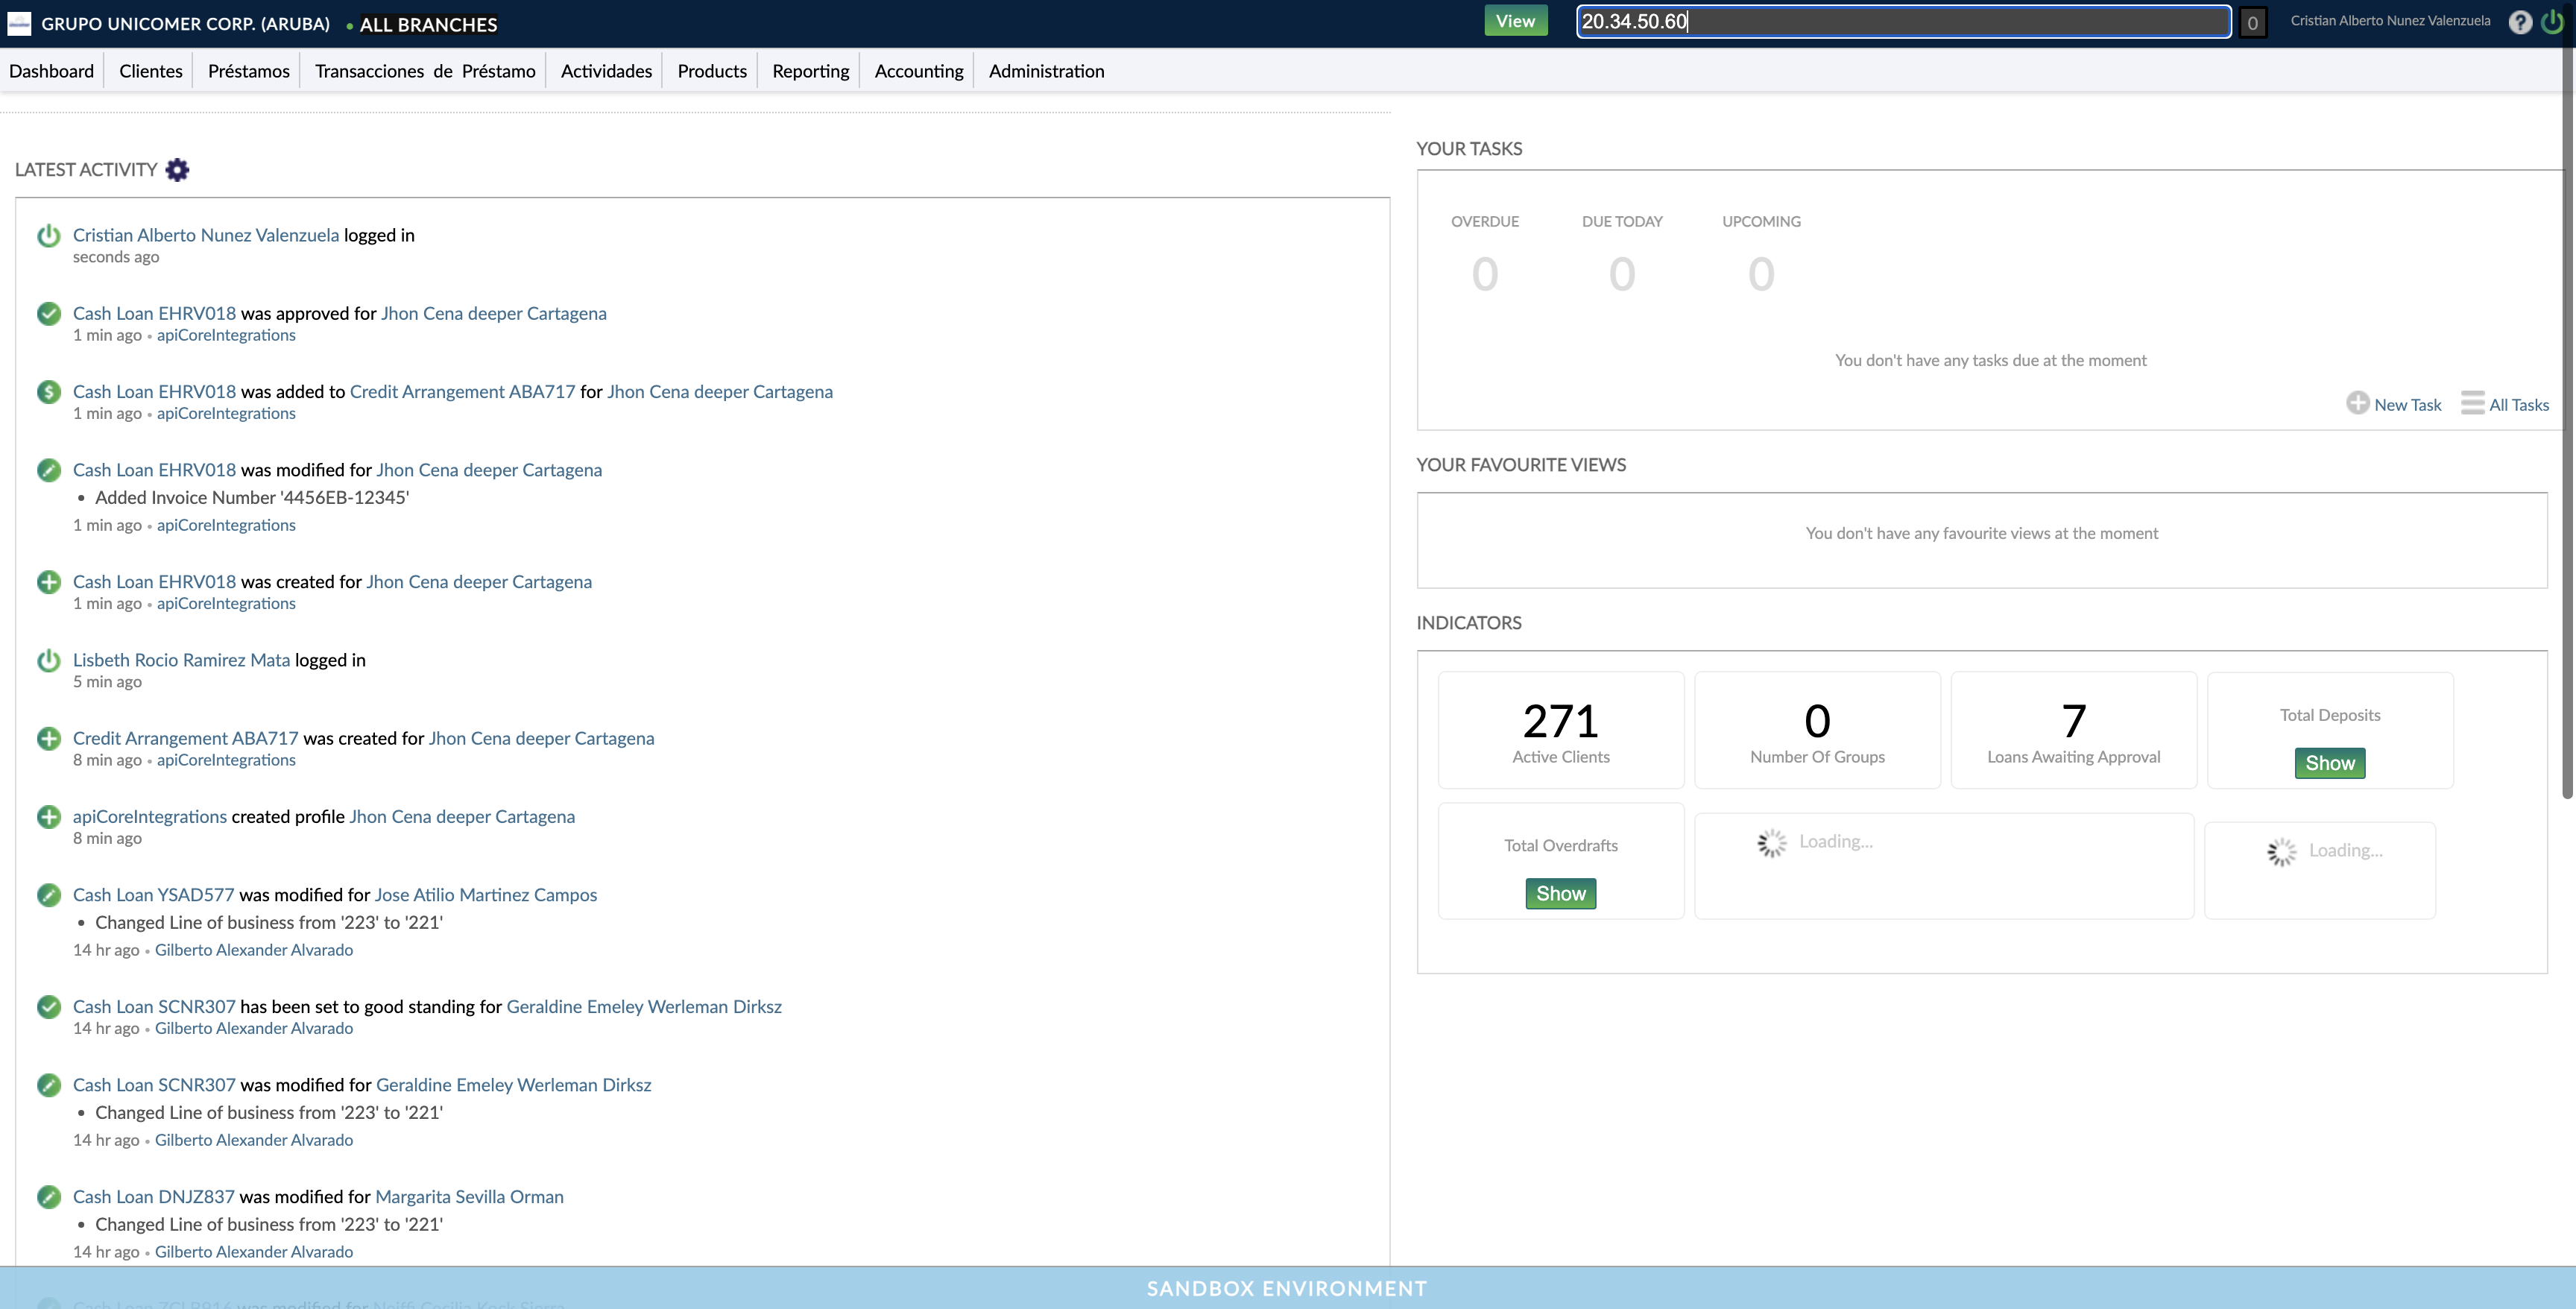 GRUPO UNICOMER CORP. (ARUBA) • ALL BRANCHES
View
20.34.50.60
0
Cristian Alberto Nunez Valenzuela
?
Dashboard Clientes Préstamos Transacciones de Préstamo Actividades Products Reporting Accounting Administration
LATEST ACTIVITY
Cristian Alberto Nunez Valenzuela logged in
seconds ago
Cash Loan EHRV018 was approved for Jhon Cena deeper Cartagena
1 min ago • apiCoreIntegrations
Cash Loan EHRV018 was added to Credit Arrangement ABA717 for Jhon Cena deeper Cartagena
1 min ago • apiCoreIntegrations
Cash Loan EHRV018 was modified for Jhon Cena deeper Cartagena
• Added Invoice Number '4456EB-12345'
1 min ago • apiCoreIntegrations
Cash Loan EHRV018 was created for Jhon Cena deeper Cartagena
1 min ago • apiCoreIntegrations
Lisbeth Rocio Ramirez Mata logged in
5 min ago
Credit Arrangement ABA717 was created for Jhon Cena deeper Cartagena
8 min ago • apiCoreIntegrations
apiCoreIntegrations created profile Jhon Cena deeper Cartagena
8 min ago
Cash Loan YSAD577 was modified for Jose Atilio Martinez Campos
• Changed Line of business from '223' to '221'
14 hr ago • Gilberto Alexander Alvarado
Cash Loan SCNR307 has been set to good standing for Geraldine Emeley Werleman Dirksz
14 hr ago • Gilberto Alexander Alvarado
Cash Loan SCNR307 was modified for Geraldine Emeley Werleman Dirksz
• Changed Line of business from '223' to '221'
14 hr ago • Gilberto Alexander Alvarado
Cash Loan DNJZ837 was modified for Margarita Sevilla Orman
• Changed Line of business from '223' to '221'
14 hr ago • Gilberto Alexander Alvarado
YOUR TASKS
OVERDUE DUE TODAY UPCOMING
0 0 0
You don't have any tasks due at the moment
New Task All Tasks
YOUR FAVOURITE VIEWS
You don't have any favourite views at the moment
INDICATORS
271
Active Clients
0
Number Of Groups
7
Loans Awaiting Approval
Total Deposits
Show
Total Overdrafts
Show
Loading...
Loading...
SANDBOX ENVIRONMENT